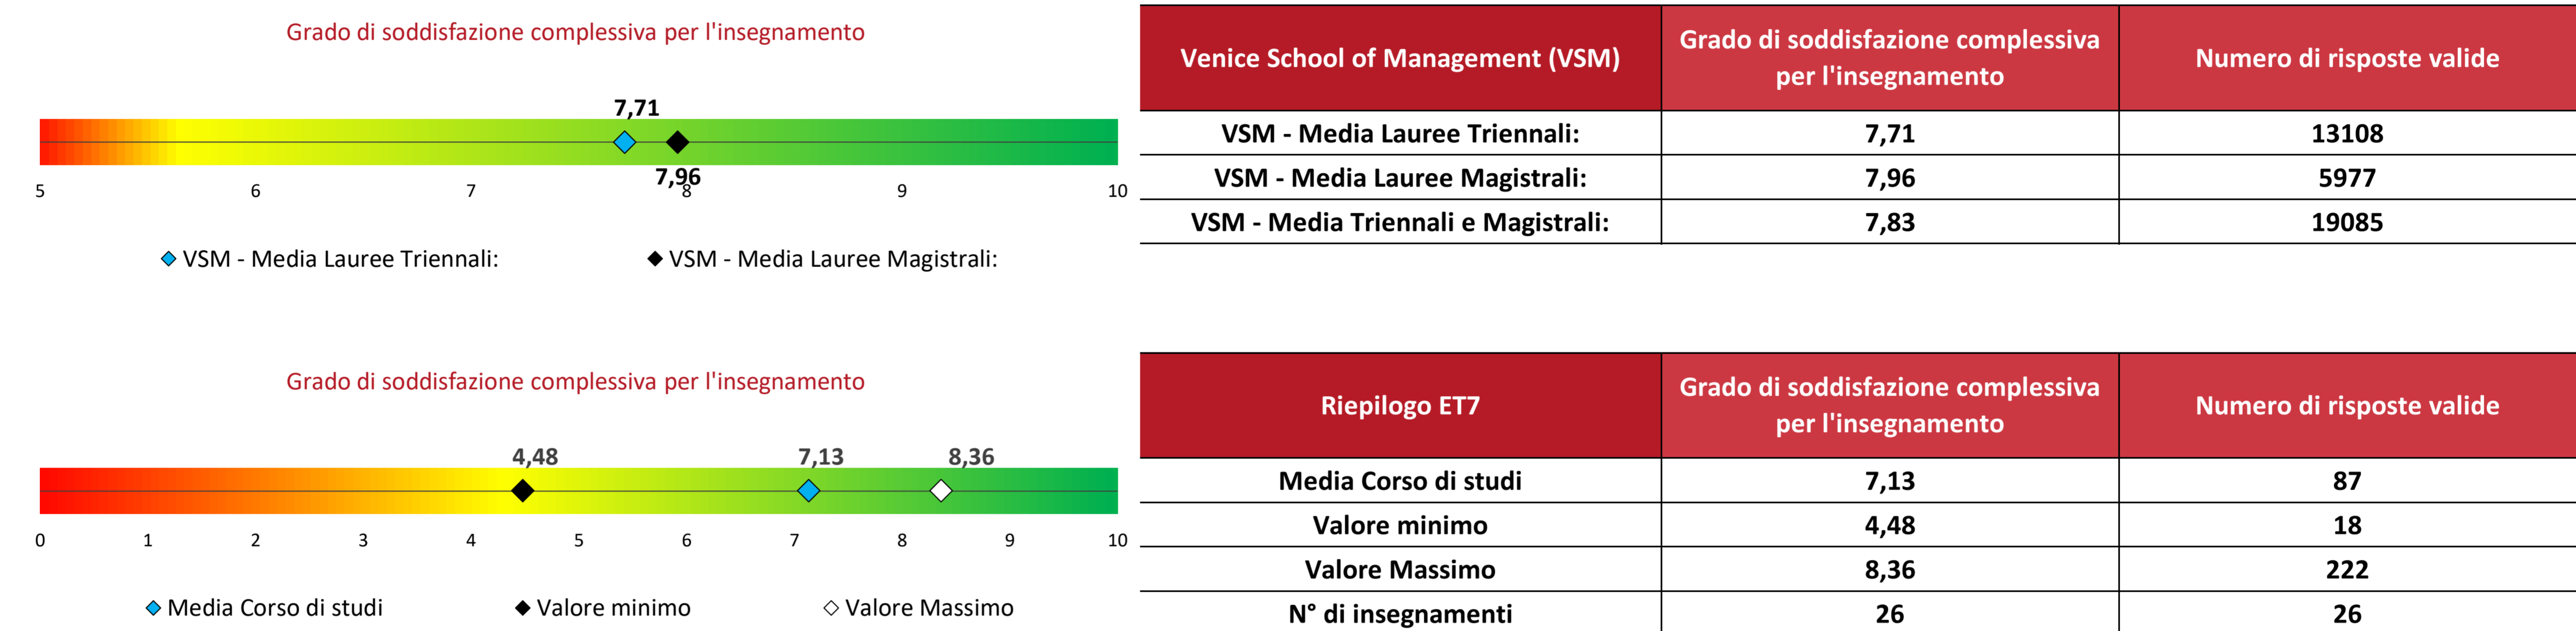 Grado di soddisfazione complessiva per l'insegnamento
7,71
7,96
5 6 7 8 9 10
VSM - Media Lauree Triennali: VSM - Media Lauree Magistrali:
Venice School of Management (VSM) Grado di soddisfazione complessiva per l'insegnamento Numero di risposte valide
VSM - Media Lauree Triennali: 7,71 13108
VSM - Media Lauree Magistrali: 7,96 5977
VSM - Media Triennali e Magistrali: 7,83 19085
Grado di soddisfazione complessiva per l'insegnamento
4,48 7,13 8,36
0 1 2 3 4 5 6 7 8 9 10
Media Corso di studi Valore minimo Valore Massimo
Riepilogo ET7 Grado di soddisfazione complessiva per l'insegnamento Numero di risposte valide
Media Corso di studi 7,13 87
Valore minimo 4,48 18
Valore Massimo 8,36 222
N° di insegnamenti 26 26